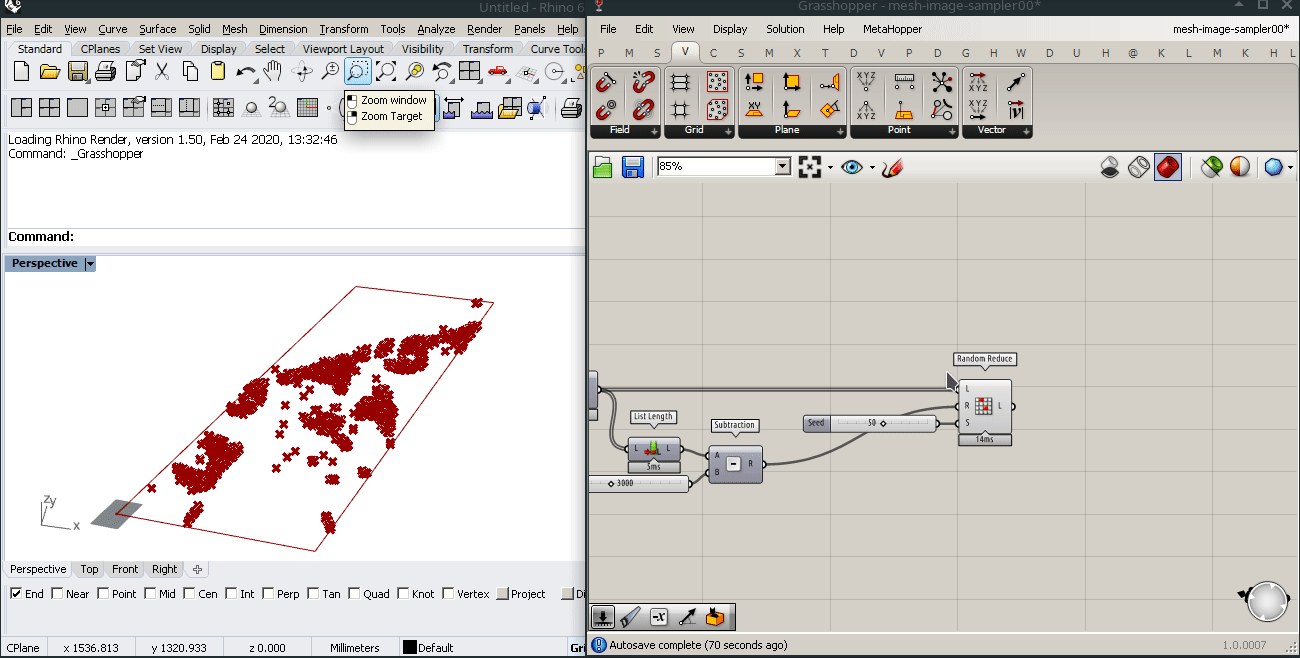 Untitled - Rhino 6
File Edit View Curve Surface Solid Mesh Dimension Transform Tools Analyze Render Panels Help
Standard CPlanes Set View Display Select Viewport Layout Visibility Transform Curve Tools
Zoom window
Zoom Target
Loading Rhino Render, version 1.50, Feb 24 2020, 13:32:46
Command: _Grasshopper
Command:
Perspective
Zy
x
Perspective Top Front Right
End Near Point Mid Cen Int Perp Tan Quad Knot Vertex Project Di
CPlane x 1536.813 y 1320.933 z 0.000 Millimeters Default Gri
Grasshopper - mesh-image-sampler00*
File Edit View Display Solution Help MetaHopper mesh-image-sampler00*
P M S V C S M X T D V P D G H W D U H @ K L M K H L
XYZ
XYZ
XYZ
XYZ
XY
Field Grid Plane Point Vector
85%
Random Reduce
L
R L
S
14ms
Seed 50
List Length
L L
5ms
Subtraction
A
B R
3000
-x
Autosave complete (70 seconds ago) 1.0.0007